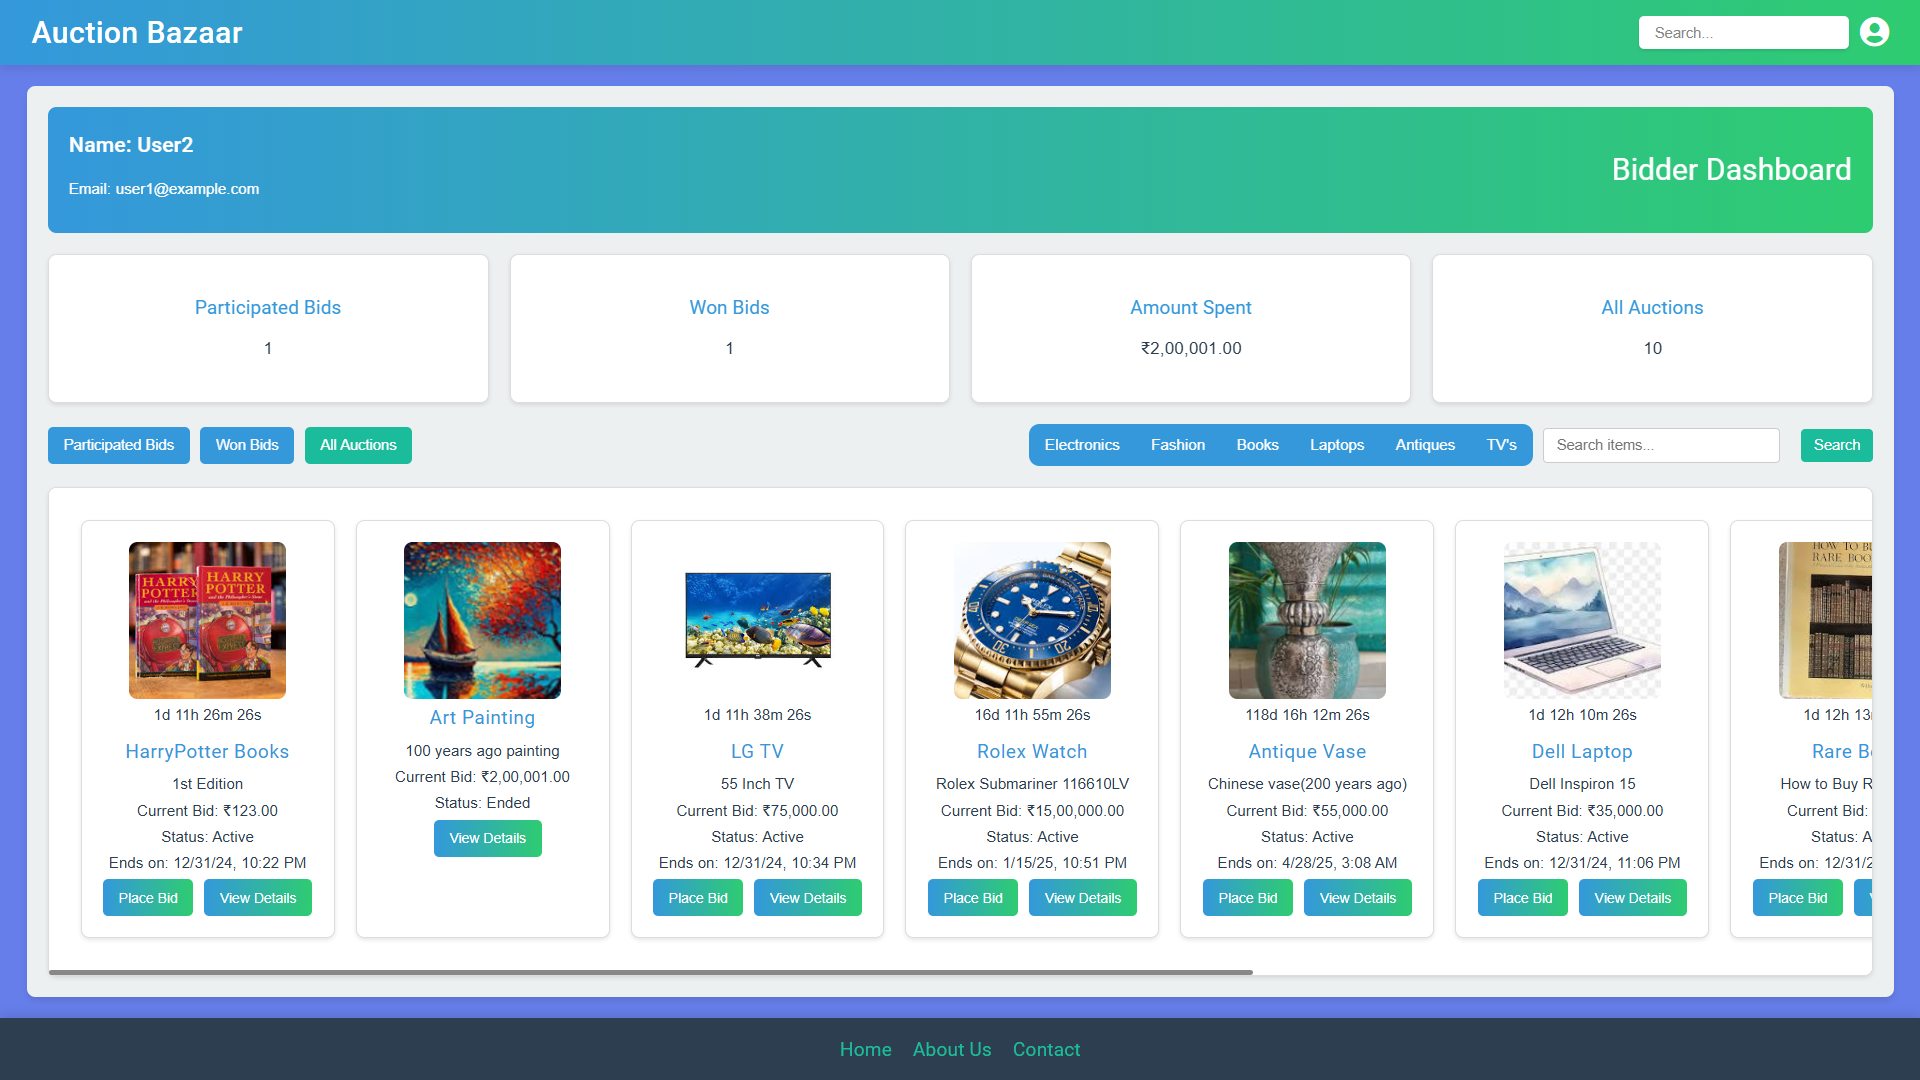 Auction Bazaar
Search...
Name: User2
Email: user1@example.com
Bidder Dashboard
Participated Bids
1
Won Bids
1
Amount Spent
₹2,00,001.00
All Auctions
10
Participated Bids
Won Bids
All Auctions
Electronics
Fashion
Books
Laptops
Antiques
TV's
Search items...
Search
HARRY POTTER
HARRY POTTER
1d 11h 26m 26s
HarryPotter Books
1st Edition
Current Bid: ₹123.00
Status: Active
Ends on: 12/31/24, 10:22 PM
Place Bid
View Details
Art Painting
100 years ago painting
Current Bid: ₹2,00,001.00
Status: Ended
View Details
1d 11h 38m 26s
LG TV
55 Inch TV
Current Bid: ₹75,000.00
Status: Active
Ends on: 12/31/24, 10:34 PM
Place Bid
View Details
16d 11h 55m 26s
Rolex Watch
Rolex Submariner 116610LV
Current Bid: ₹15,00,000.00
Status: Active
Ends on: 1/15/25, 10:51 PM
Place Bid
View Details
118d 16h 12m 26s
Antique Vase
Chinese vase(200 years ago)
Current Bid: ₹55,000.00
Status: Active
Ends on: 4/28/25, 3:08 AM
Place Bid
View Details
1d 12h 10m 26s
Dell Laptop
Dell Inspiron 15
Current Bid: ₹35,000.00
Status: Active
Ends on: 12/31/24, 11:06 PM
Place Bid
View Details
HOW TO BU
RARE BOO
1d 12h 13
Rare B
How to Buy R
Current Bid:
Status: A
Ends on: 12/31/2
Place Bid
Home
About Us
Contact